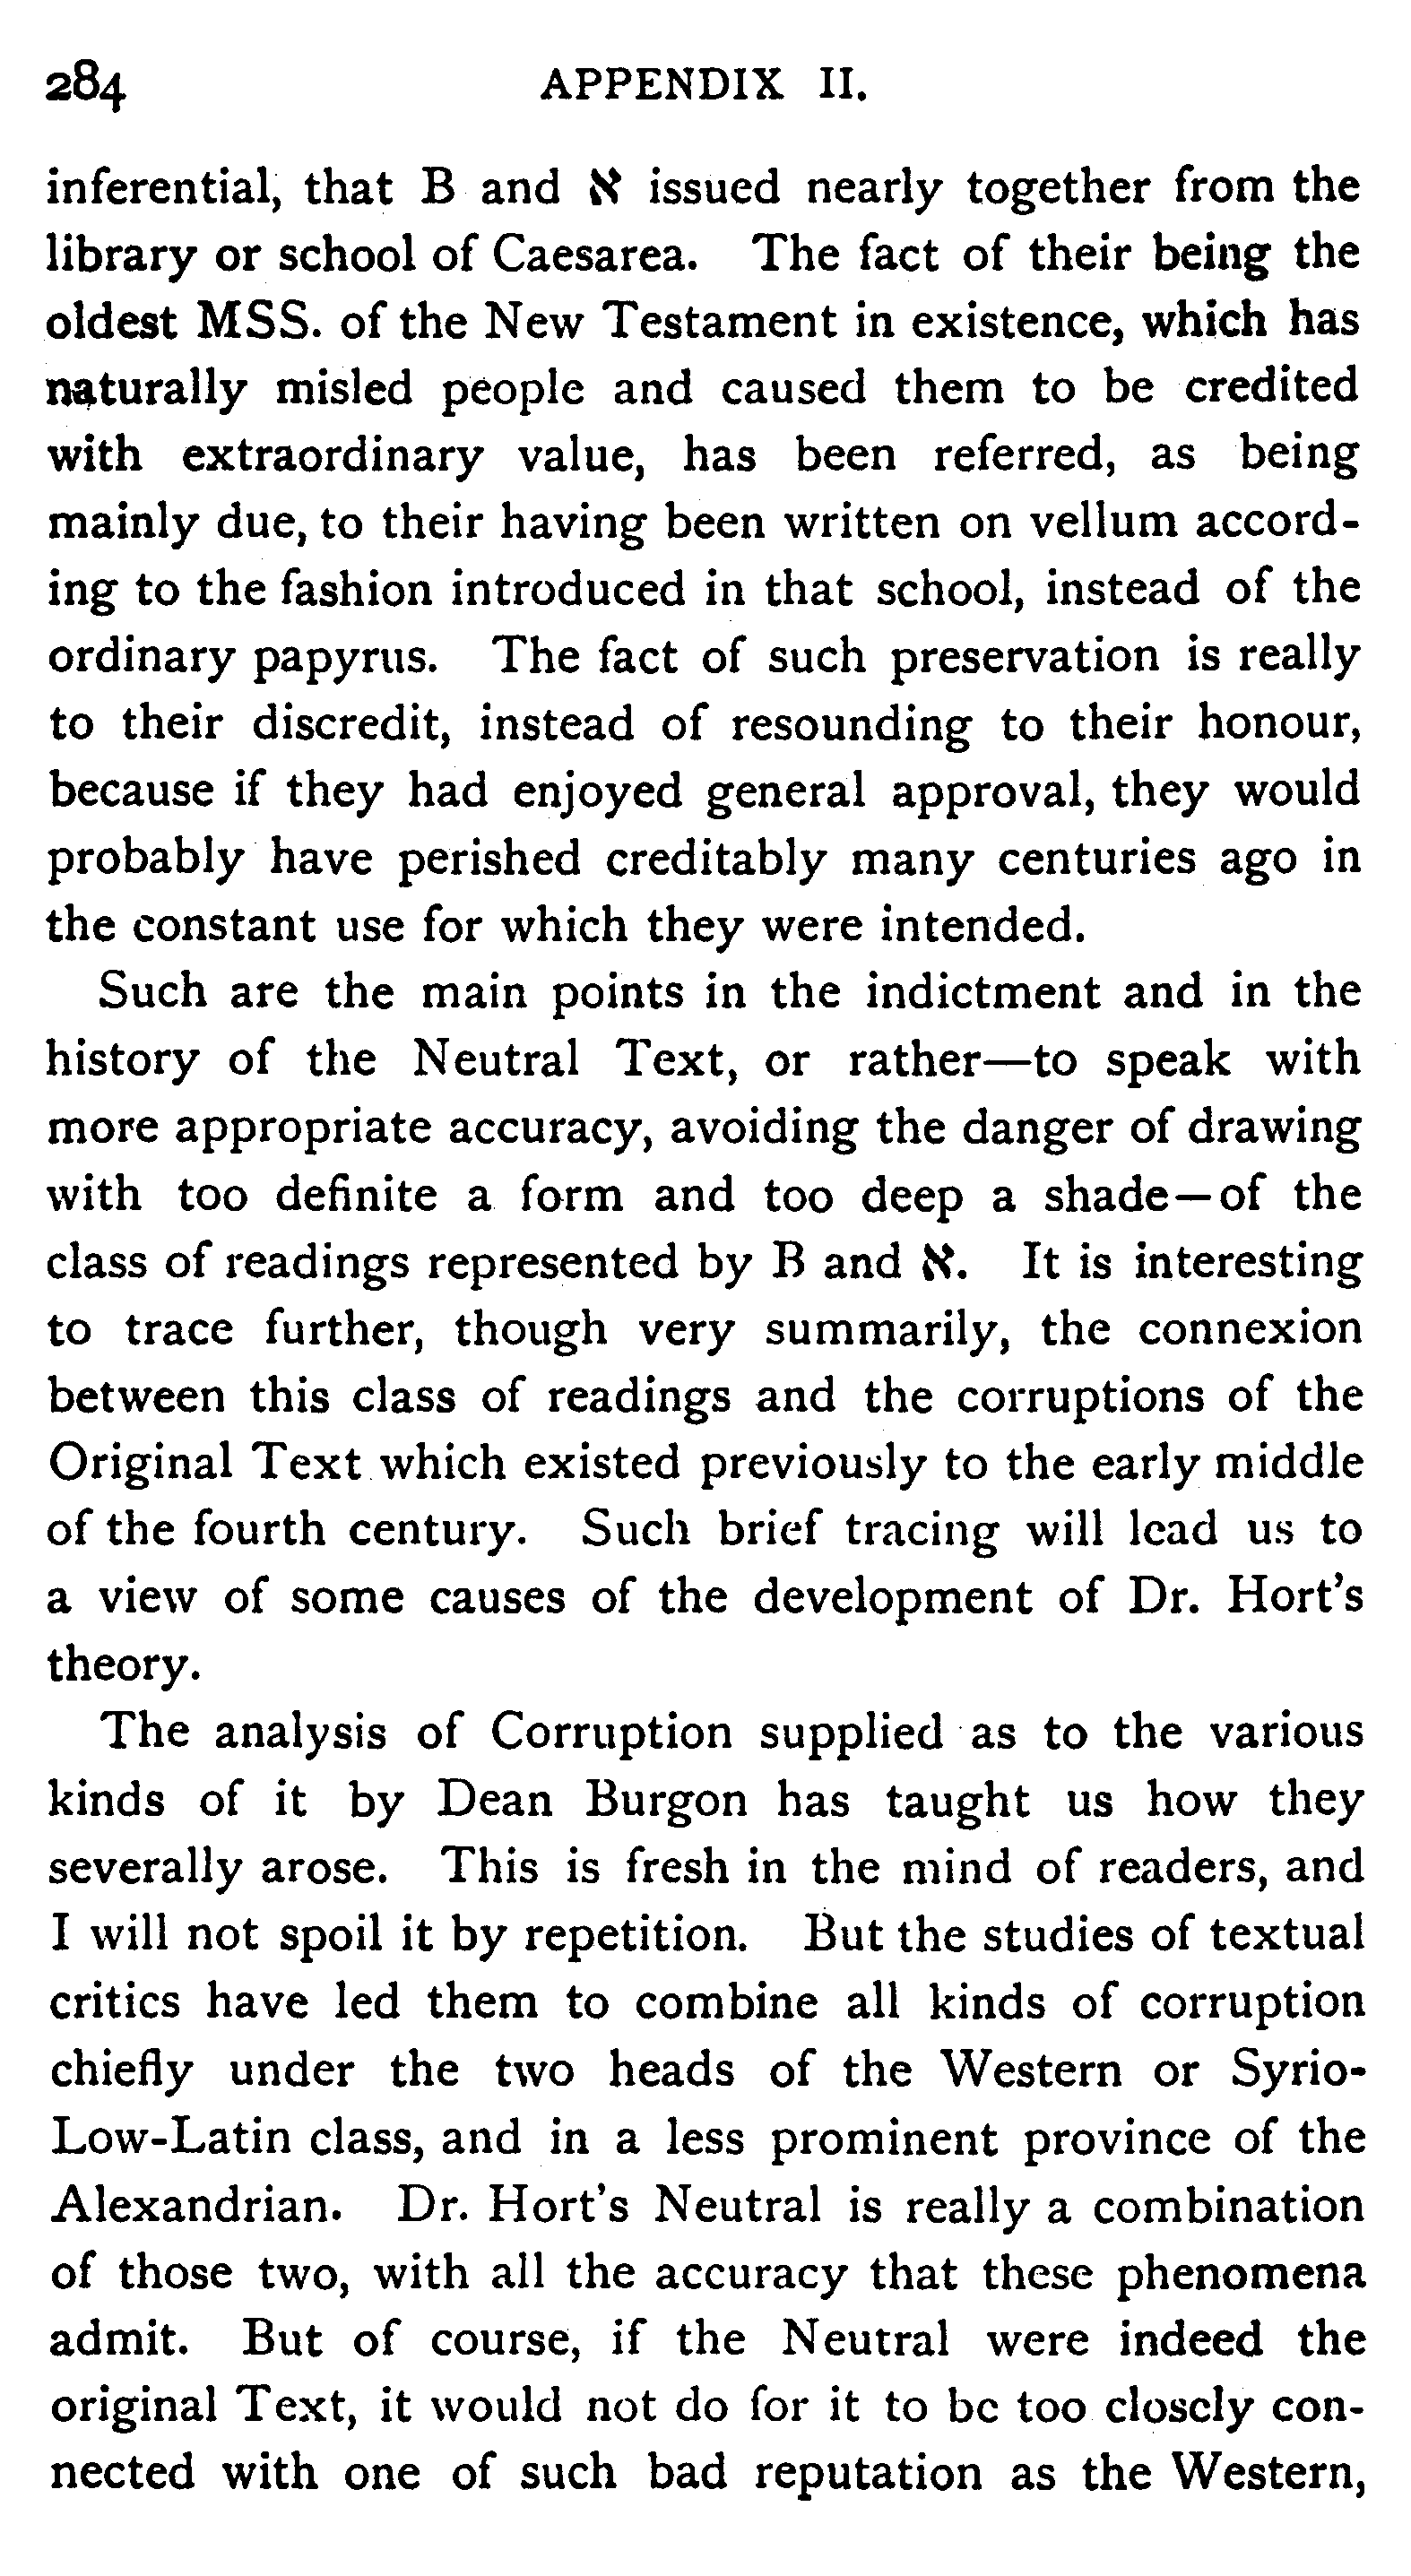 284 APPENDIX II.
inferential, that B and א issued nearly together from the
library or school of Caesarea. The fact of their being the
oldest MSS. of the New Testament in existence, which has
naturally misled people and caused them to be credited
with extraordinary value, has been referred, as being
mainly due, to their having been written on vellum accord-
ing to the fashion introduced in that school, instead of the
ordinary papyrus. The fact of such preservation is really
to their discredit, instead of resounding to their honour,
because if they had enjoyed general approval, they would
probably have perished creditably many centuries ago in
the constant use for which they were intended.
Such are the main points in the indictment and in the
history of the Neutral Text, or rather—to speak with
more appropriate accuracy, avoiding the danger of drawing
with too definite a form and too deep a shade—of the
class of readings represented by B and א. It is interesting
to trace further, though very summarily, the connexion
between this class of readings and the corruptions of the
Original Text which existed previously to the early middle
of the fourth century. Such brief tracing will lead us to
a view of some causes of the development of Dr. Hort's
theory.
The analysis of Corruption supplied as to the various
kinds of it by Dean Burgon has taught us how they
severally arose. This is fresh in the mind of readers, and
I will not spoil it by repetition. But the studies of textual
critics have led them to combine all kinds of corruption
chiefly under the two heads of the Western or Syrio-
Low-Latin class, and in a less prominent province of the
Alexandrian. Dr. Hort's Neutral is really a combination
of those two, with all the accuracy that these phenomena
admit. But of course, if the Neutral were indeed the
original Text, it would not do for it to be too closely con-
nected with one of such bad reputation as the Western,